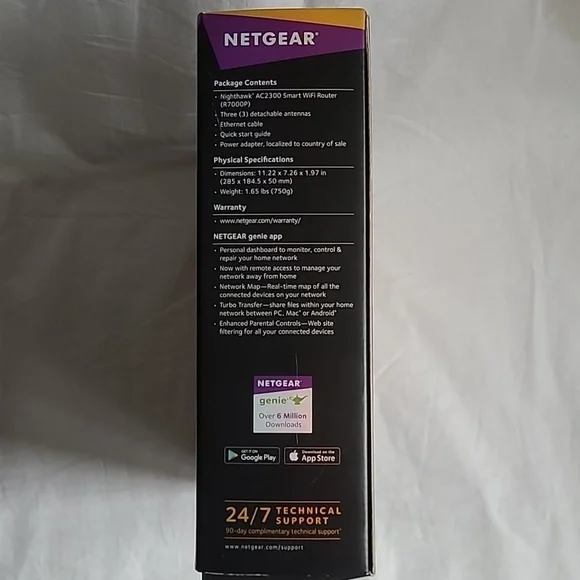 NETGEAR®
Package Contents
• Nighthawk® AC2300 Smart WiFi Router
(R7000P)
• Three (3) detachable antennas
• Ethernet cable
• Quick start guide
• Power adapter, localized to country of sale
Physical Specifications
• Dimensions: 11.22 x 7.26 x 1.97 in
(285 x 184.5 x 50 mm)
• Weight: 1.65 lbs (750g)
Warranty
• www.netgear.com/warranty/
NETGEAR genie app
• Personal dashboard to monitor, control &
repair your home network
• Now with remote access to manage your
network away from home
• Network Map—Real-time map of all the
connected devices on your network
• Turbo Transfer—share files within your home
network between PC, Mac® or Android®
• Enhanced Parental Controls—Web site
filtering for all your connected devices
NETGEAR®
genie®
Over 6 Million
Downloads
GET IT ON
Google Play
Download on the
App Store
24/7 TECHNICAL
SUPPORT
90-day complimentary technical support*
www.netgear.com/support